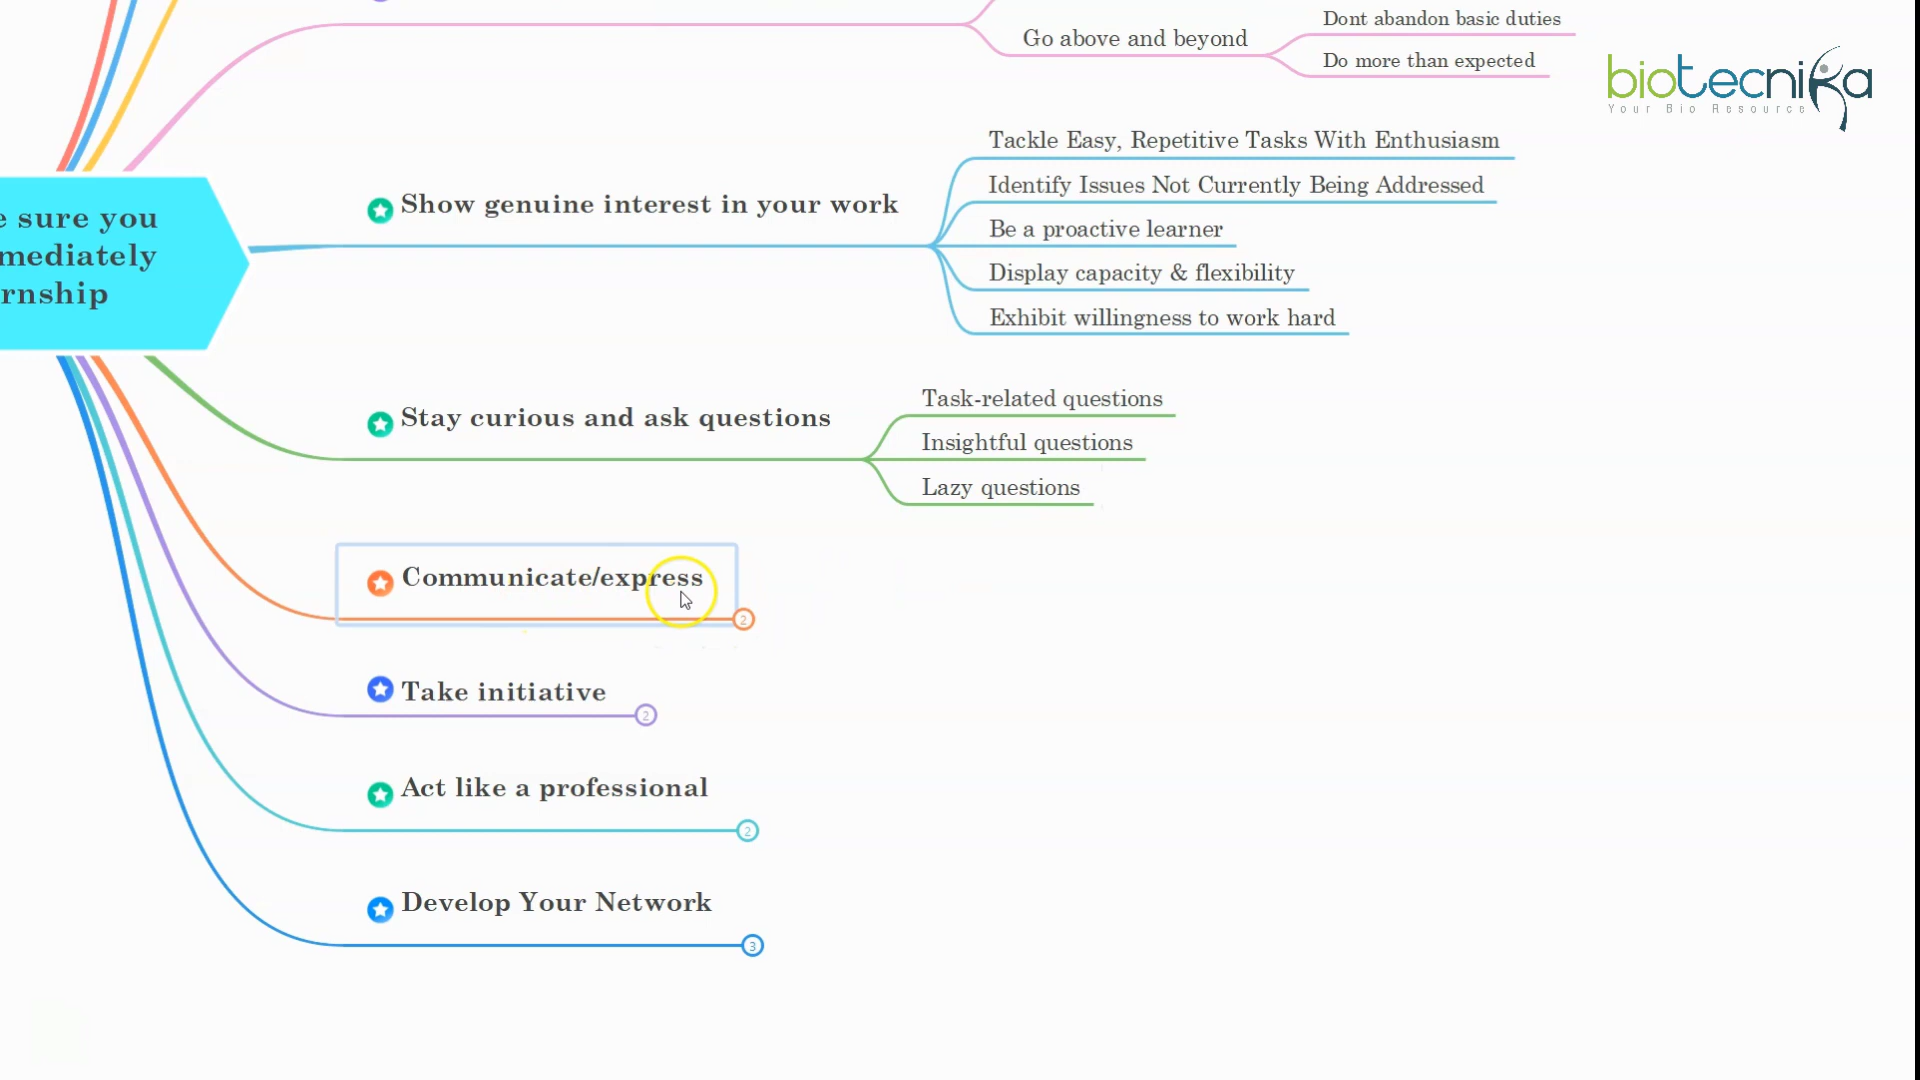 Dont abandon basic duties
Go above and beyond
Do more than expected
biotecnika
Your Bio Resource
Tackle Easy, Repetitive Tasks With Enthusiasm
Identify Issues Not Currently Being Addressed
Show genuine interest in your work
Be a proactive learner
Display capacity & flexibility
Exhibit willingness to work hard
sure you
rnship
Task-related questions
Stay curious and ask questions
Insightful questions
Lazy questions
Communicate/express
2
Take initiative
2
Act like a professional
2
Develop Your Network
3